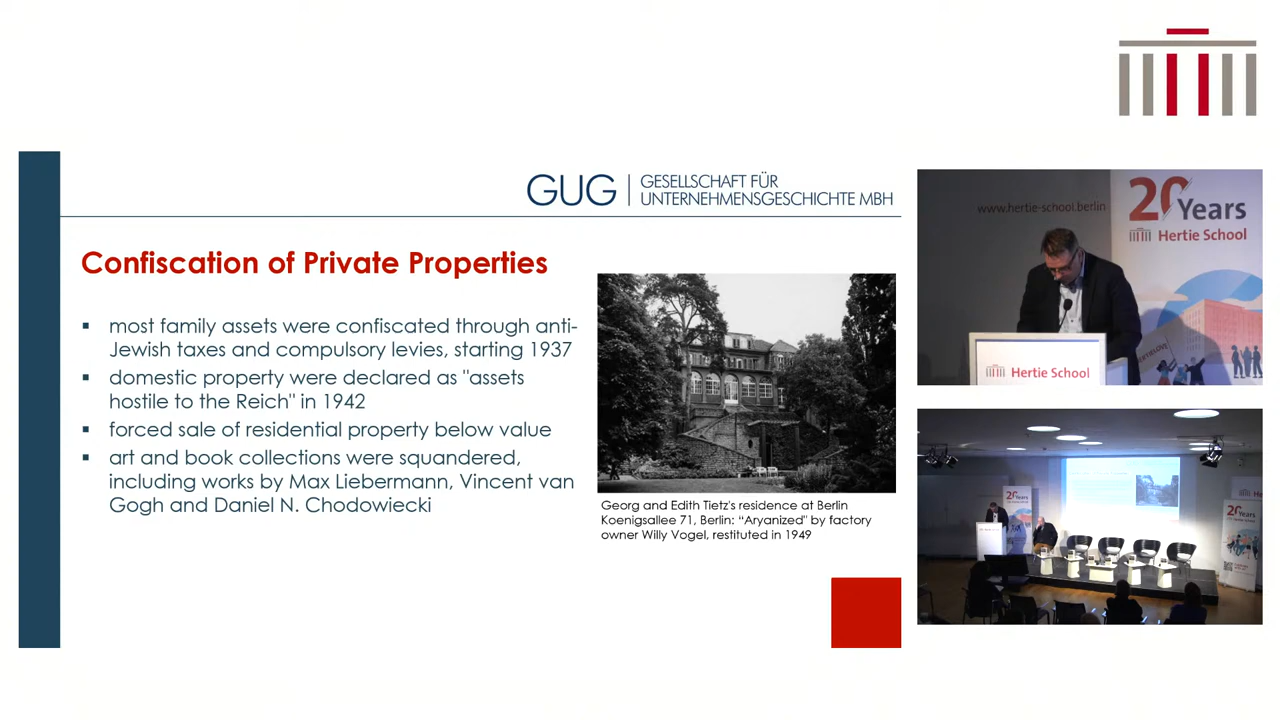 GUG | GESELLSCHAFT FÜR
UNTERNEHMENSGESCHICHTE MBH
Confiscation of Private Properties
▪ most family assets were confiscated through anti-
Jewish taxes and compulsory levies, starting 1937
▪ domestic property were declared as "assets
hostile to the Reich" in 1942
▪ forced sale of residential property below value
▪ art and book collections were squandered,
including works by Max Liebermann, Vincent van
Gogh and Daniel N. Chodowiecki
Georg and Edith Tietz's residence at Berlin
Koenigsallee 71, Berlin: “Aryanized" by factory
owner Willy Vogel, restituted in 1949
www.hertie-school.berlin
20 Years
Hertie School
Hertie School
20 Years
20 Years